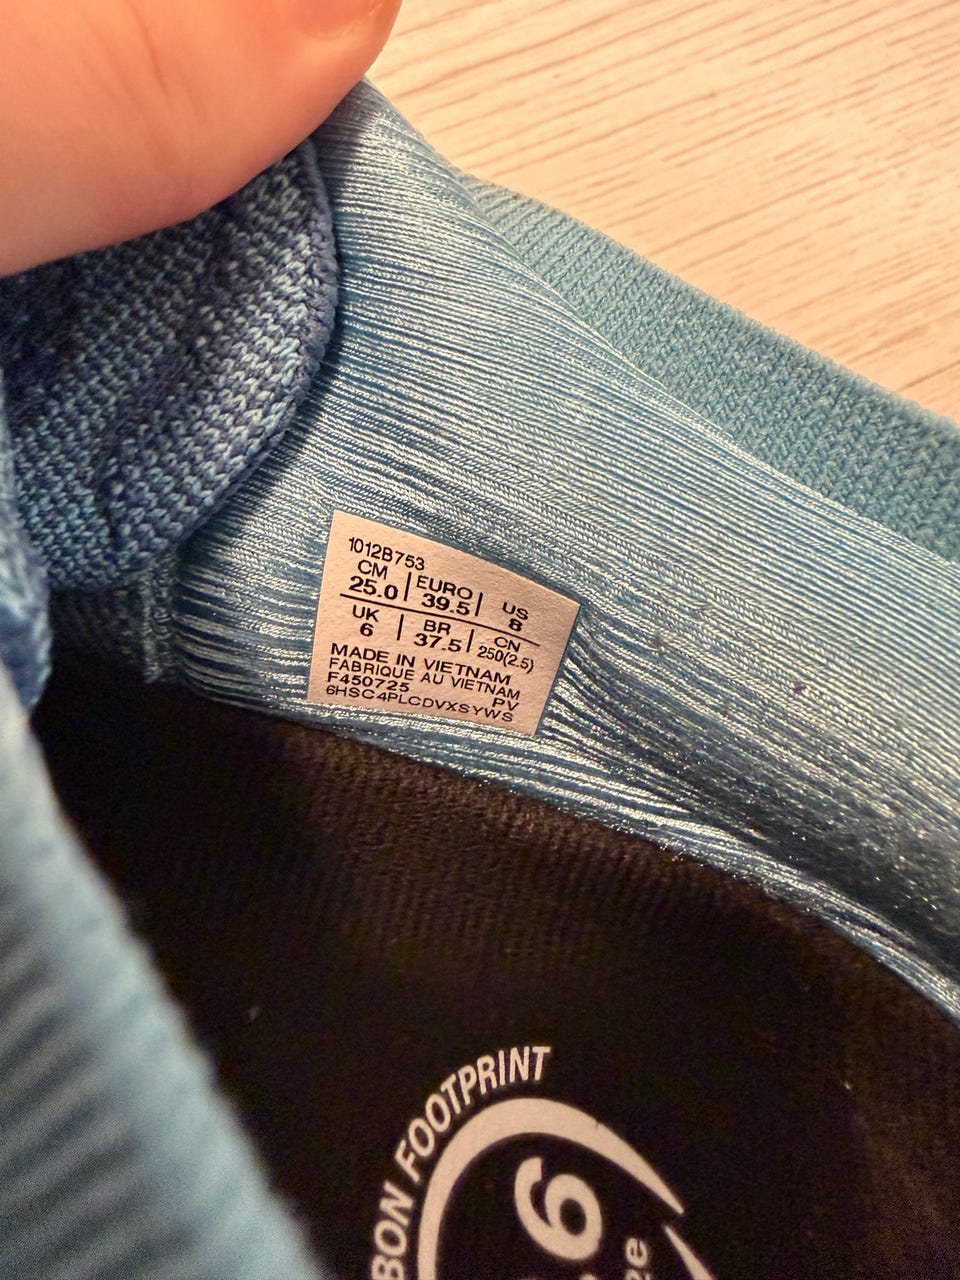 1012B753
CM EURO US
25.0 39.5 8
UK BR CN
6 37.5 250(2.5)
MADE IN VIETNAM
FABRIQUE AU VIETNAM
F450725 PV
6HSC4PLCDVXSYWS
FOOTPRINT